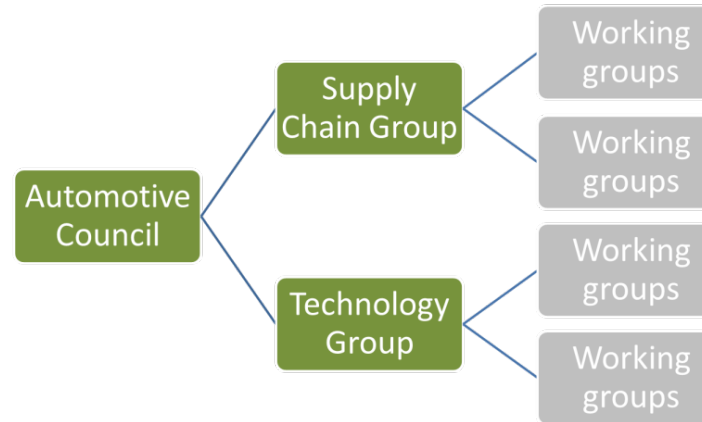 Automotive
Council
Supply
Chain Group
Technology
Group
Working
groups
Working
groups
Working
groups
Working
groups